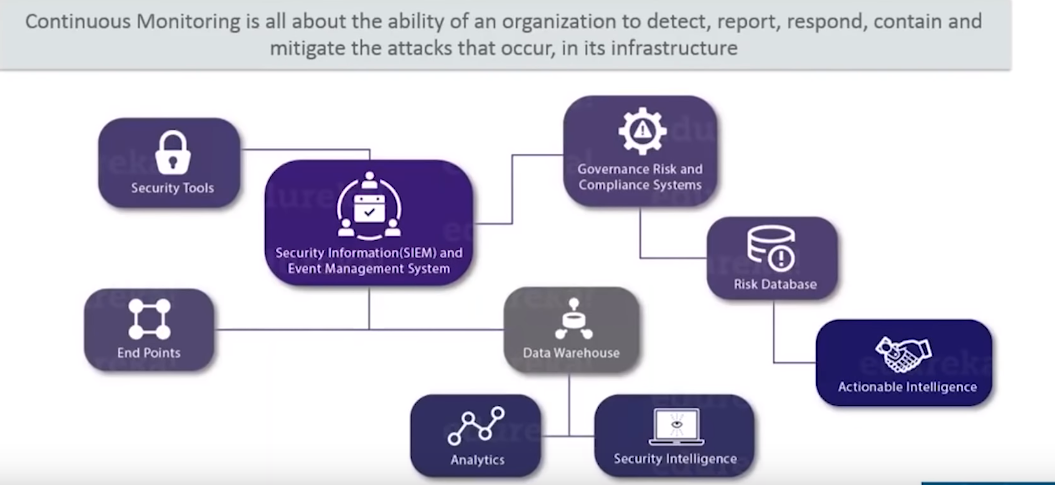 Continuous Monitoring is all about the ability of an organization to detect, report, respond, contain and
mitigate the attacks that occur, in its infrastructure
Security Tools
Security Information(SIEM) and
Event Management System
Governance Risk and
Compliance Systems
Risk Database
End Points
Data Warehouse
Actionable Intelligence
Analytics
Security Intelligence